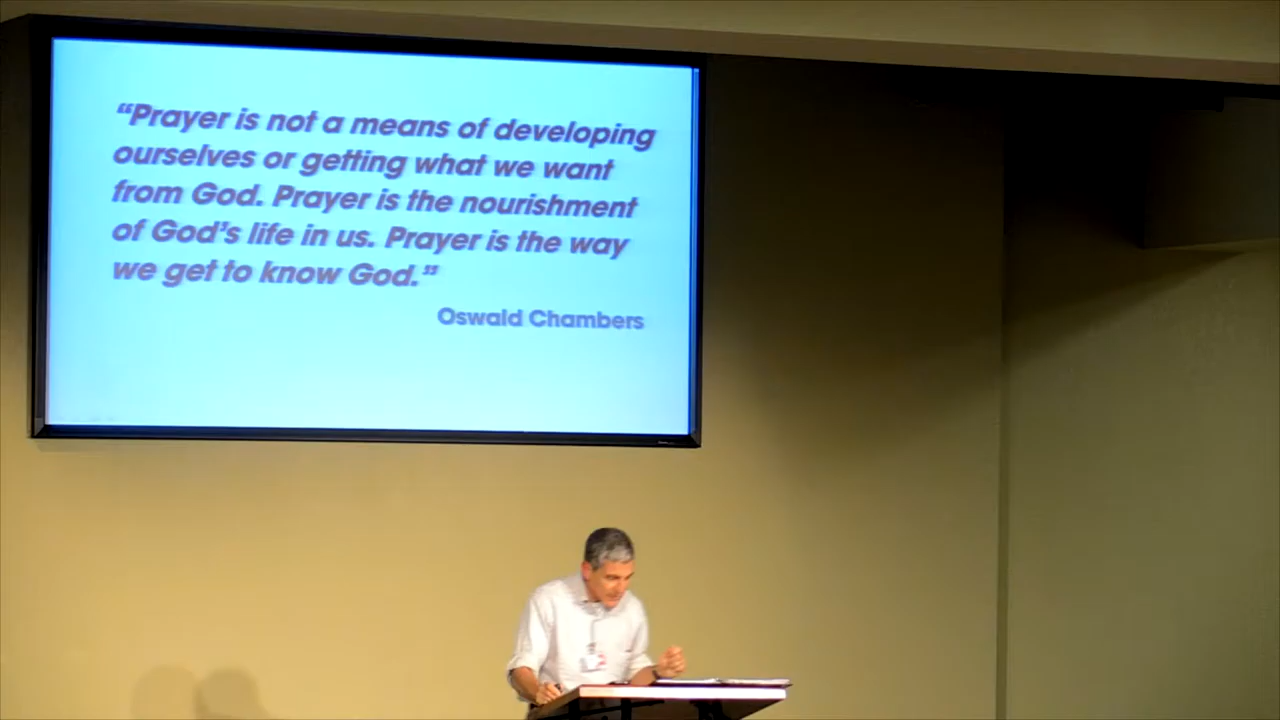 “Prayer is not a means of developing
ourselves or getting what we want
from God. Prayer is the nourishment
of God’s life in us. Prayer is the way
we get to know God.”
Oswald Chambers